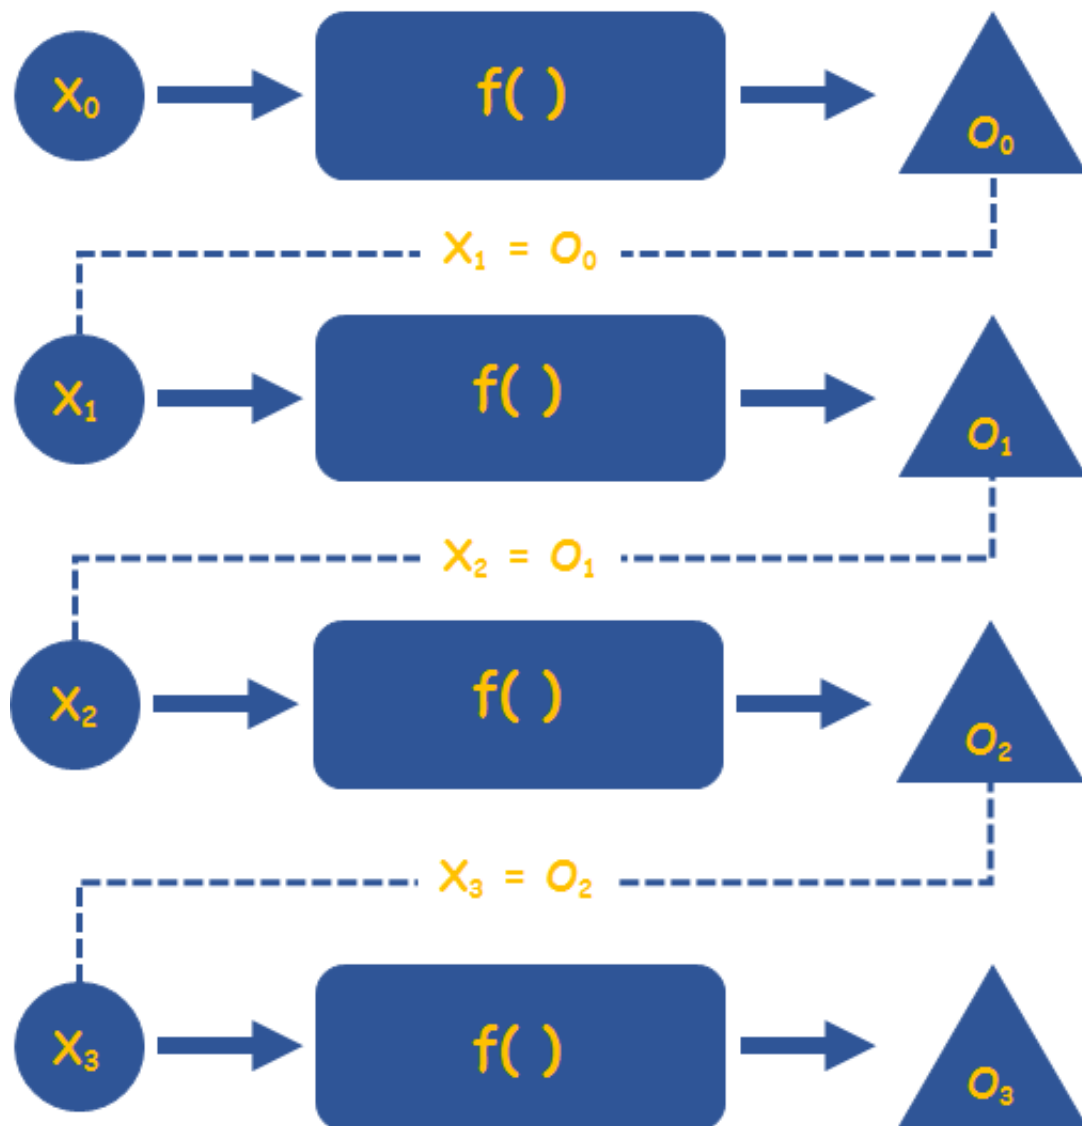 X₀ f( ) O₀
X₁ = O₀
X₁ f( ) O₁
X₂ = O₁
X₂ f( ) O₂
X₃ = O₂
X₃ f( ) O₃